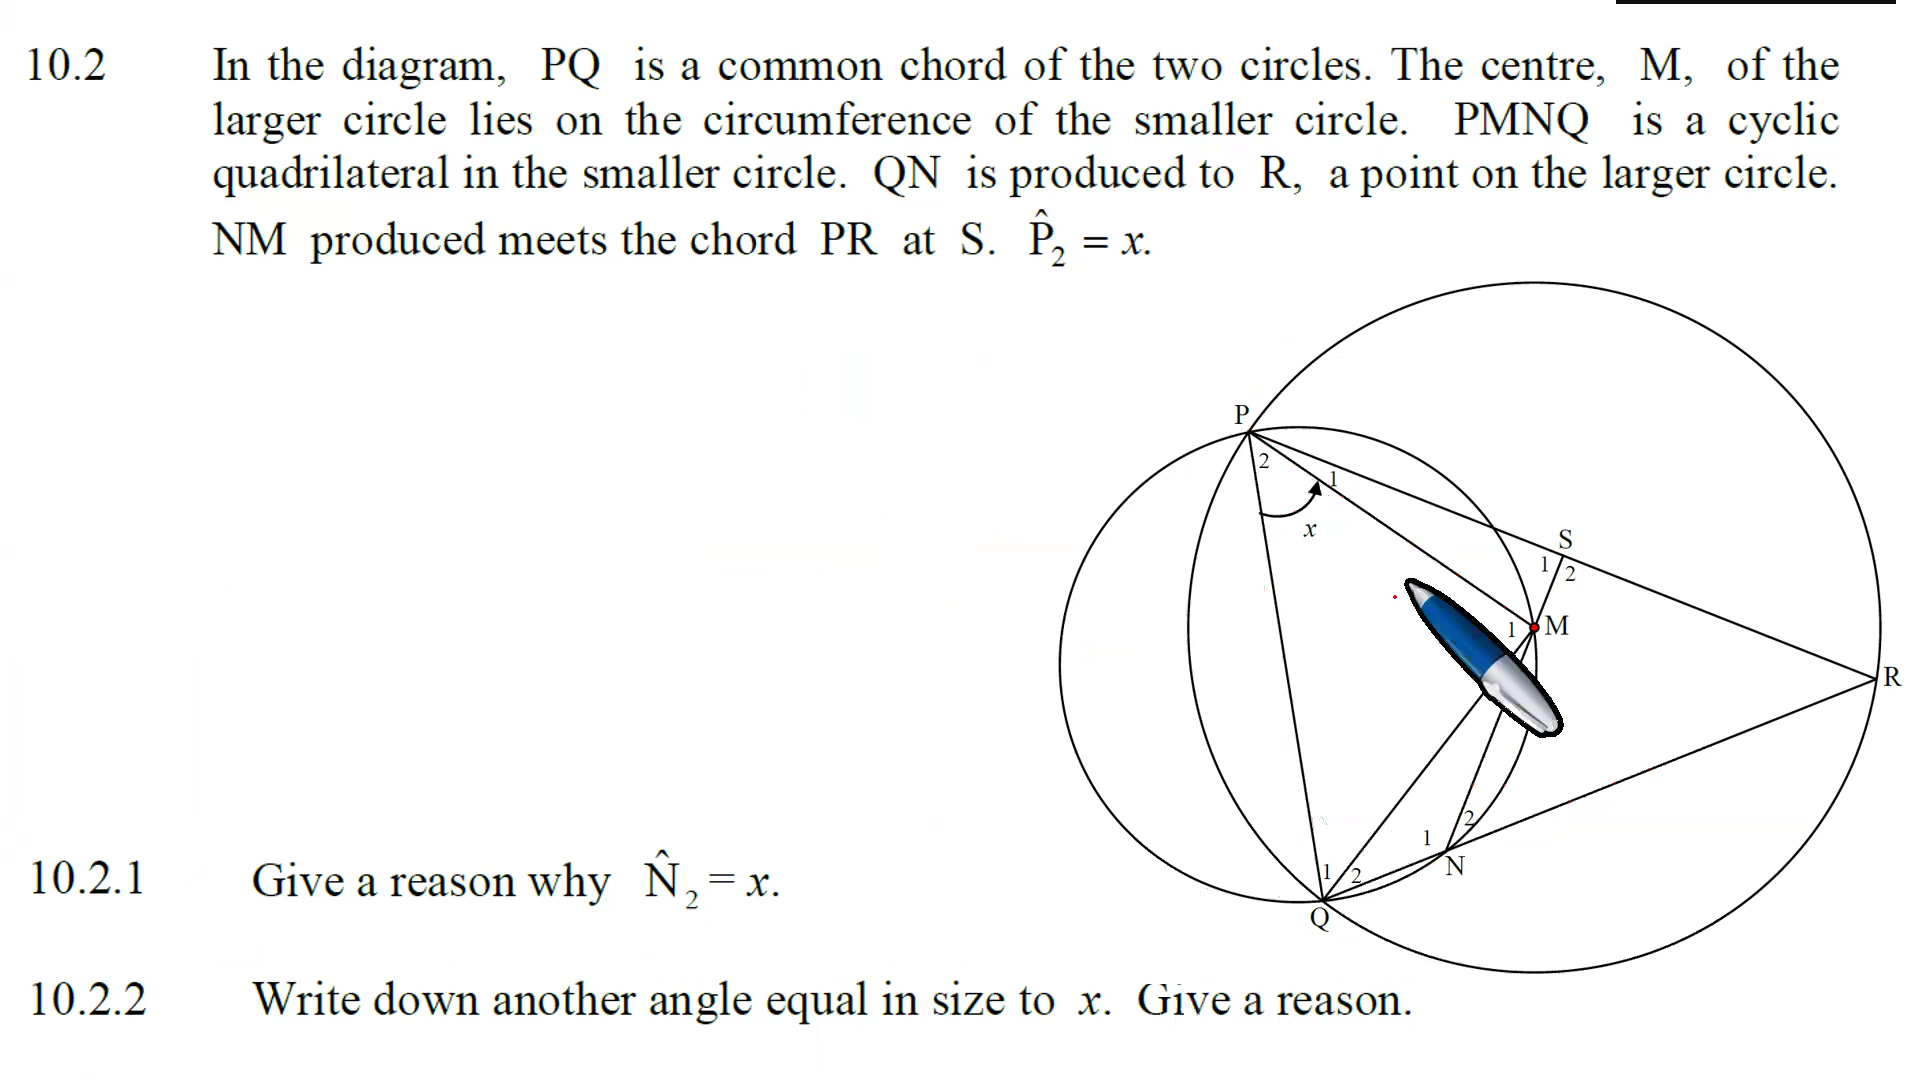 10.2 In the diagram, PQ is a common chord of the two circles. The centre, M, of the
larger circle lies on the circumference of the smaller circle. PMNQ is a cyclic
quadrilateral in the smaller circle. QN is produced to R, a point on the larger circle.
NM produced meets the chord PR at S. P̂₂ = x.
P
2
1
x
S
1 2
1 M
R
2
1
N
1 2
Q
10.2.1 Give a reason why N̂₂ = x.
10.2.2 Write down another angle equal in size to x. Give a reason.